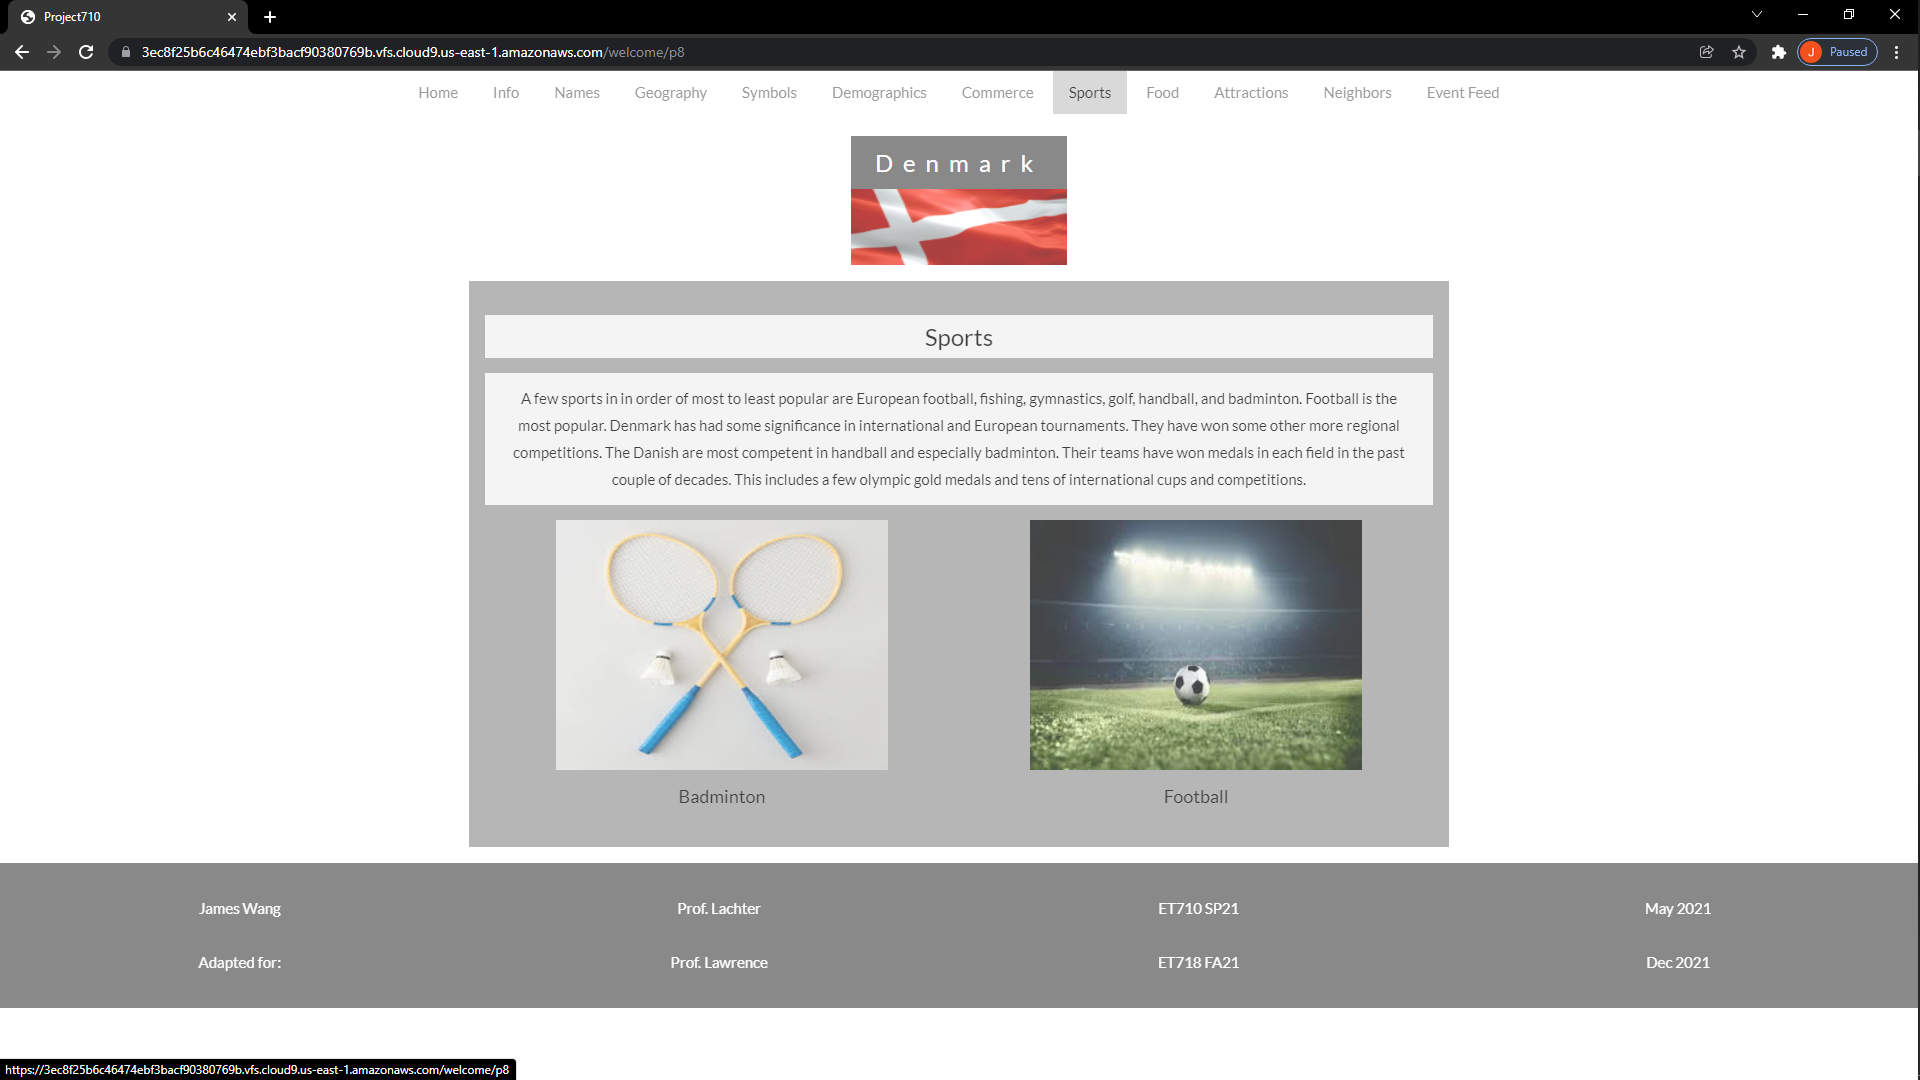 Project710
3ec8f25b6c46474ebf3bacf90380769b.vfs.cloud9.us-east-1.amazonaws.com/welcome/p8
J Paused
Home Info Names Geography Symbols Demographics Commerce Sports Food Attractions Neighbors Event Feed
Denmark
Sports
A few sports in in order of most to least popular are European football, fishing, gymnastics, golf, handball, and badminton. Football is the
most popular. Denmark has had some significance in international and European tournaments. They have won some other more regional
competitions. The Danish are most competent in handball and especially badminton. Their teams have won medals in each field in the past
couple of decades. This includes a few olympic gold medals and tens of international cups and competitions.
Badminton Football
James Wang Prof. Lachter ET710 SP21 May 2021
Adapted for: Prof. Lawrence ET718 FA21 Dec 2021
https://3ec8f25b6c46474ebf3bacf90380769b.vfs.cloud9.us-east-1.amazonaws.com/welcome/p8